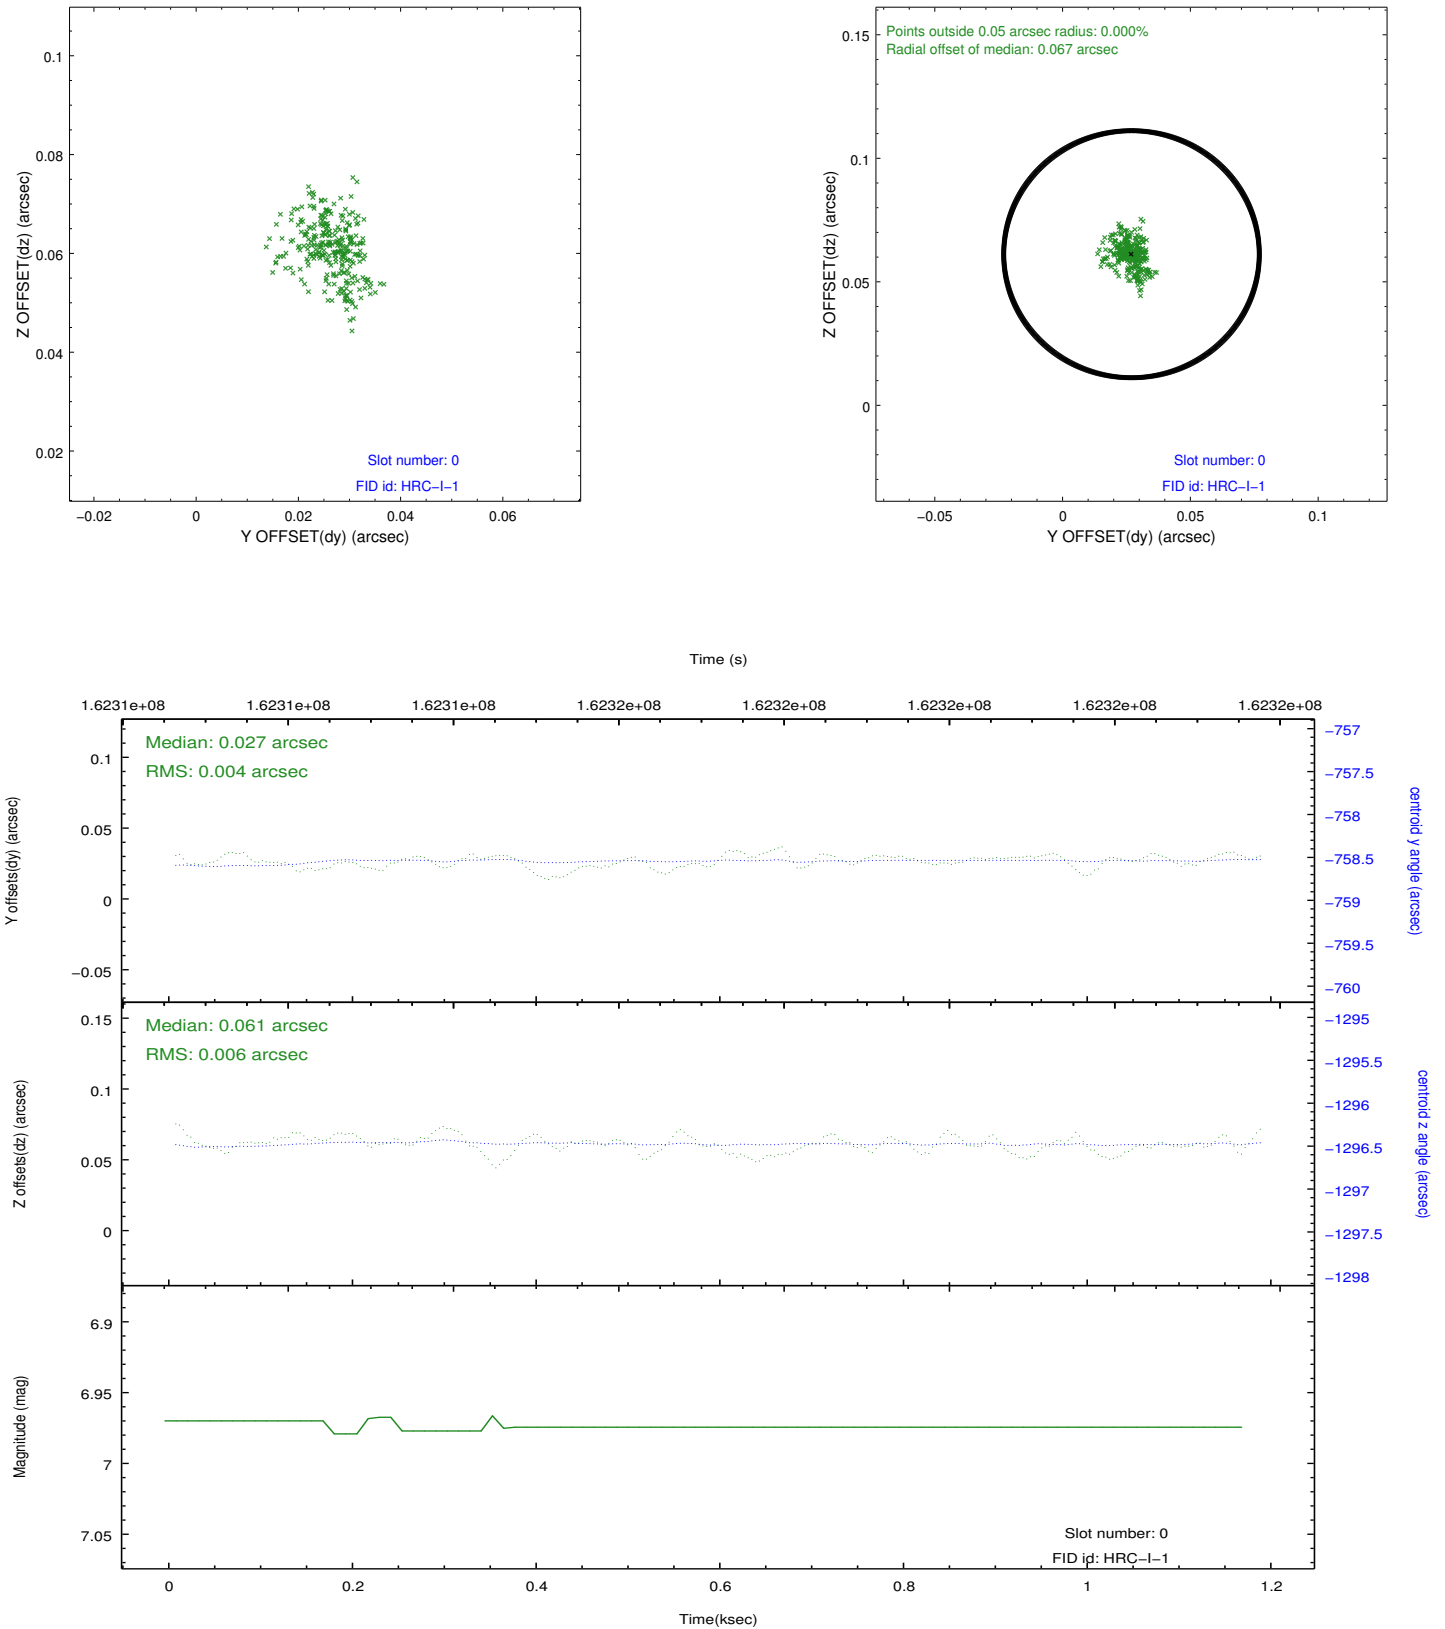 0.1
0.08
0.06
0.04
0.02
Z OFFSET(dz) (arcsec)
Slot number: 0
FID id: HRC−I−1
−0.02 0 0.02 0.04 0.06
Y OFFSET(dy) (arcsec)
Points outside 0.05 arcsec radius: 0.000%
Radial offset of median: 0.067 arcsec
0.15
0.1
0.05
0
Z OFFSET(dz) (arcsec)
Slot number: 0
FID id: HRC−I−1
−0.05 0 0.05 0.1
Y OFFSET(dy) (arcsec)
Time (s)
1.6231e+08 1.6231e+08 1.6231e+08 1.6232e+08 1.6232e+08 1.6232e+08 1.6232e+08 1.6232e+08
Median: 0.027 arcsec
RMS: 0.004 arcsec
0.1
0.05
0
−0.05
Y offsets(dy) (arcsec)
−757
−757.5
−758
−758.5
−759
−759.5
−760
centroid y angle (arcsec)
Median: 0.061 arcsec
RMS: 0.006 arcsec
0.15
0.1
0.05
0
Z offsets(dz) (arcsec)
−1295
−1295.5
−1296
−1296.5
−1297
−1297.5
−1298
centroid z angle (arcsec)
6.9
6.95
7
7.05
Magnitude (mag)
Slot number: 0
FID id: HRC−I−1
0 0.2 0.4 0.6 0.8 1 1.2
Time(ksec)